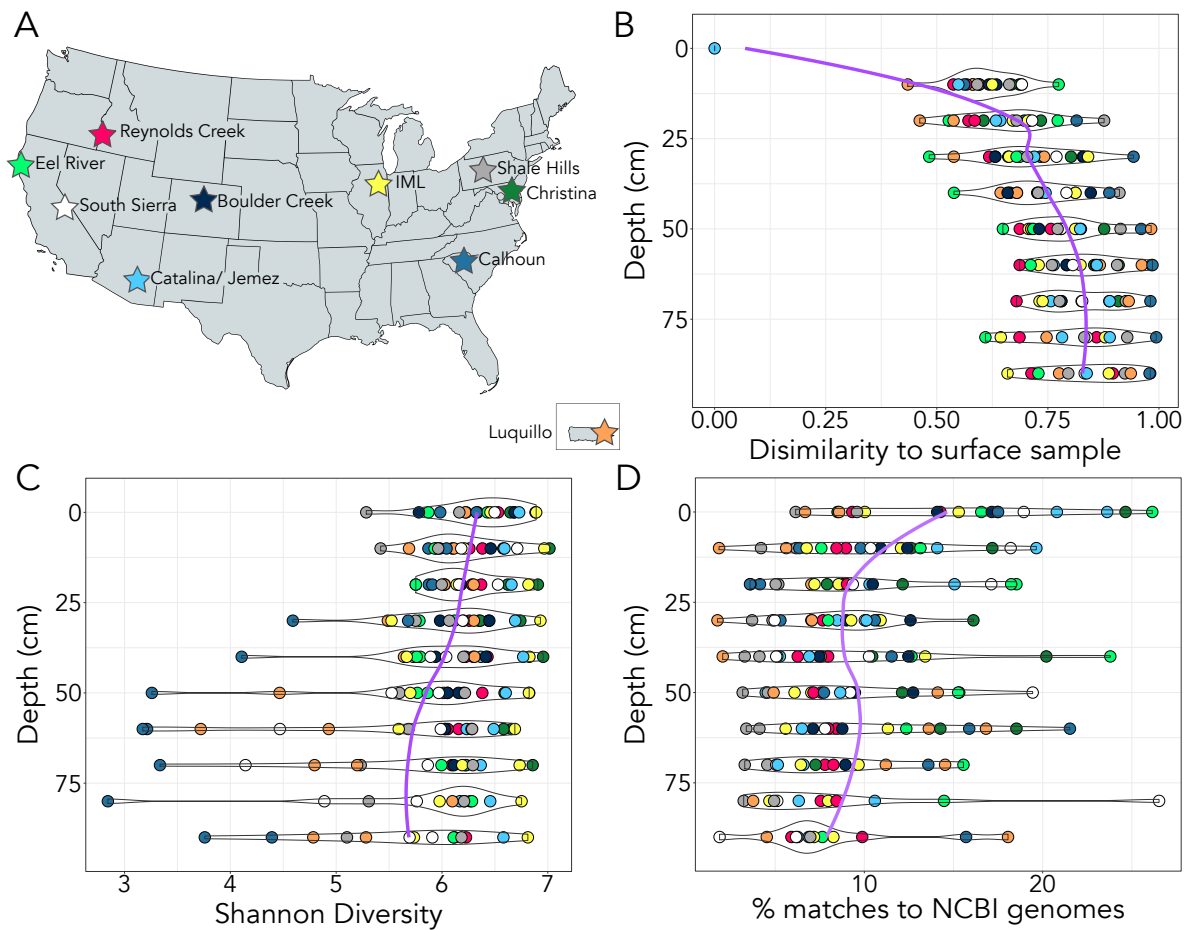 A
Reynolds Creek
Eel River
South Sierra
Boulder Creek
Catalina/ Jemez
IML
Shale Hills
Christina
Calhoun
Luquillo
B
0
25
50
75
Depth (cm)
0.00 0.25 0.50 0.75 1.00
Disimilarity to surface sample
C
0
25
50
75
Depth (cm)
3 4 5 6 7
Shannon Diversity
D
0
25
50
75
Depth (cm)
10 20
% matches to NCBI genomes